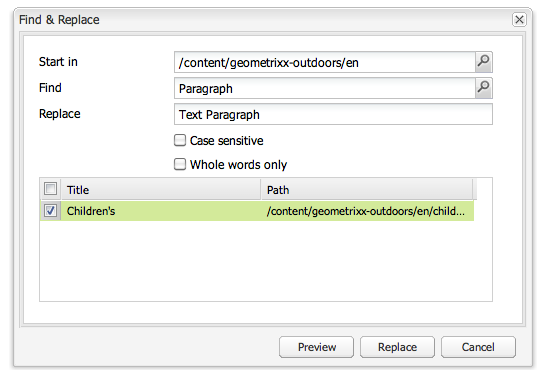 Find & Replace
Start in /content/geometrixx-outdoors/en
Find Paragraph
Replace Text Paragraph
Case sensitive
Whole words only
Title Path
Children's /content/geometrixx-outdoors/en/child...
Preview Replace Cancel